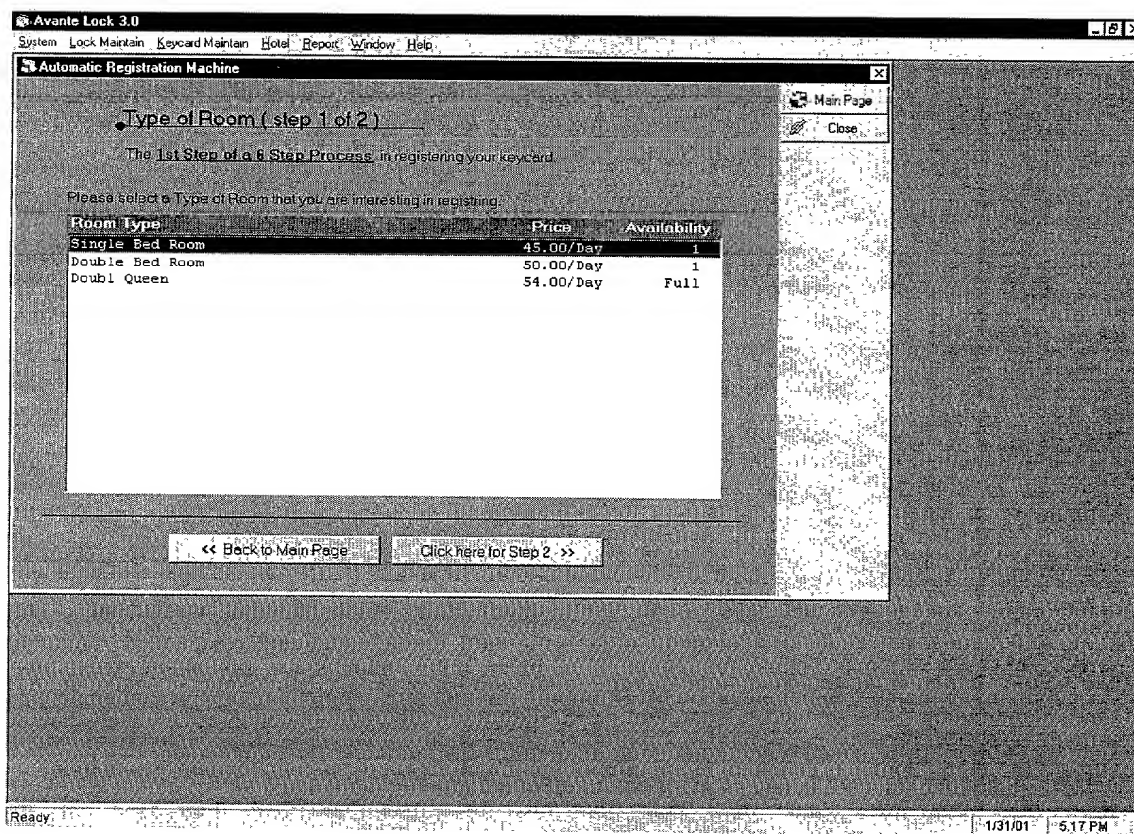 Avante Lock 3.0
System Lock Maintain Keycard Maintain Hotel Report Window Help
Automatic Registration Machine
Main Page
Close
Type of Room ( step 1 of 2 )
The 1st Step of a 6 Step Process in registering your keycard
Please select a Type of Room that you are interesting in registring.
Room Type Price Availability
Single Bed Room 45.00/Day 1
Double Bed Room 50.00/Day 1
Doubl Queen 54.00/Day Full
<< Back to Main Page Click here for Step 2 >>
Ready 1/31/01 5:17 PM